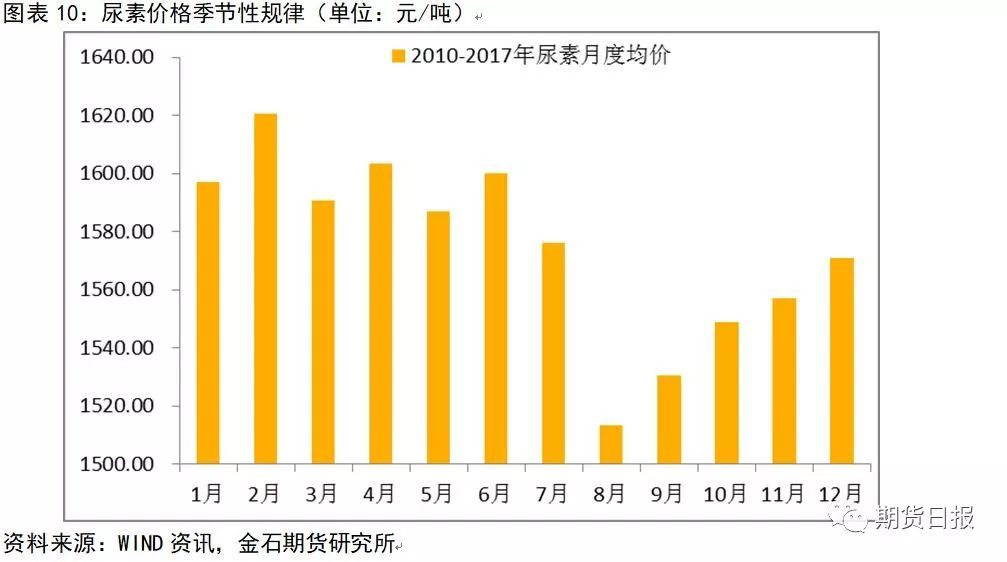 图表 10：尿素价格季节性规律（单位：元/吨）
2010-2017年尿素月度均价
1640.00
1620.00
1600.00
1580.00
1560.00
1540.00
1520.00
1500.00
1月 2月 3月 4月 5月 6月 7月 8月 9月 10月 11月 12月
期货日报
资料来源：WIND 资讯，金石期货研究所